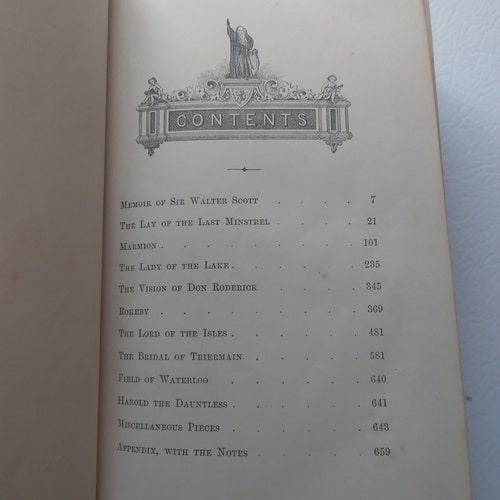 CONTENTS
MEMOIR OF SIR WALTER SCOTT . . . . 7
THE LAY OF THE LAST MINSTREL . . . . 21
MARMION . . . . . . . . 101
THE LADY OF THE LAKE . . . . . . 235
THE VISION OF DON RODERICK . . . . 345
ROKEBY . . . . . . . . 369
THE LORD OF THE ISLES . . . . . . 481
THE BRIDAL OF TRIERMAIN . . . . . 581
FIELD OF WATERLOO . . . . . . 640
HAROLD THE DAUNTLESS . . . . . . 641
MISCELLANEOUS PIECES . . . . . 643
APPENDIX, WITH THE NOTES . . . . . 659